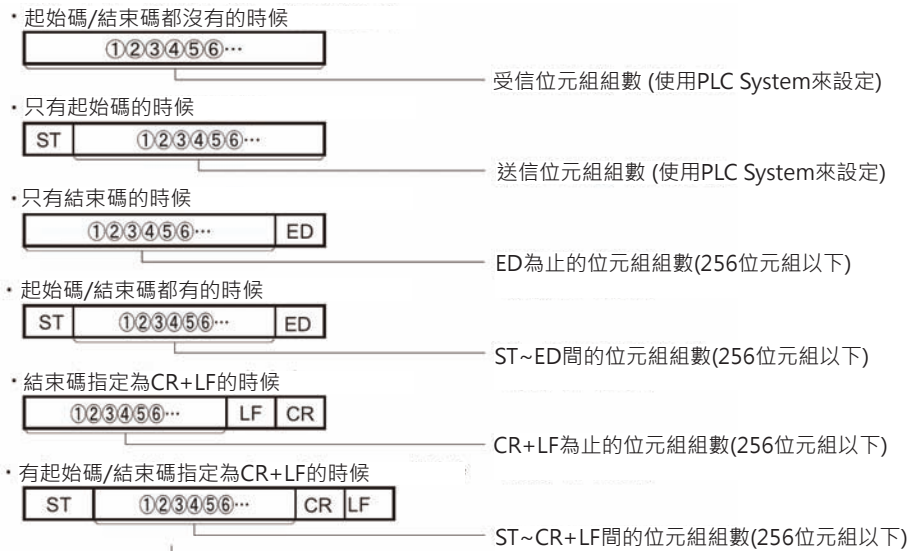 ・起始碼/結束碼都沒有的時候
①②③④⑤⑥…
受信位元組組數 (使用PLC System來設定)
・只有起始碼的時候
ST ①②③④⑤⑥…
送信位元組組數 (使用PLC System來設定)
・只有結束碼的時候
①②③④⑤⑥… ED
ED為止的位元組組數(256位元組以下)
・起始碼/結束碼都有的時候
ST ①②③④⑤⑥… ED
ST~ED間的位元組組數(256位元組以下)
・結束碼指定為CR+LF的時候
①②③④⑤⑥… LF CR
CR+LF為止的位元組組數(256位元組以下)
・有起始碼/結束碼指定為CR+LF的時候
ST ①②③④⑤⑥… CR LF
ST~CR+LF間的位元組組數(256位元組以下)